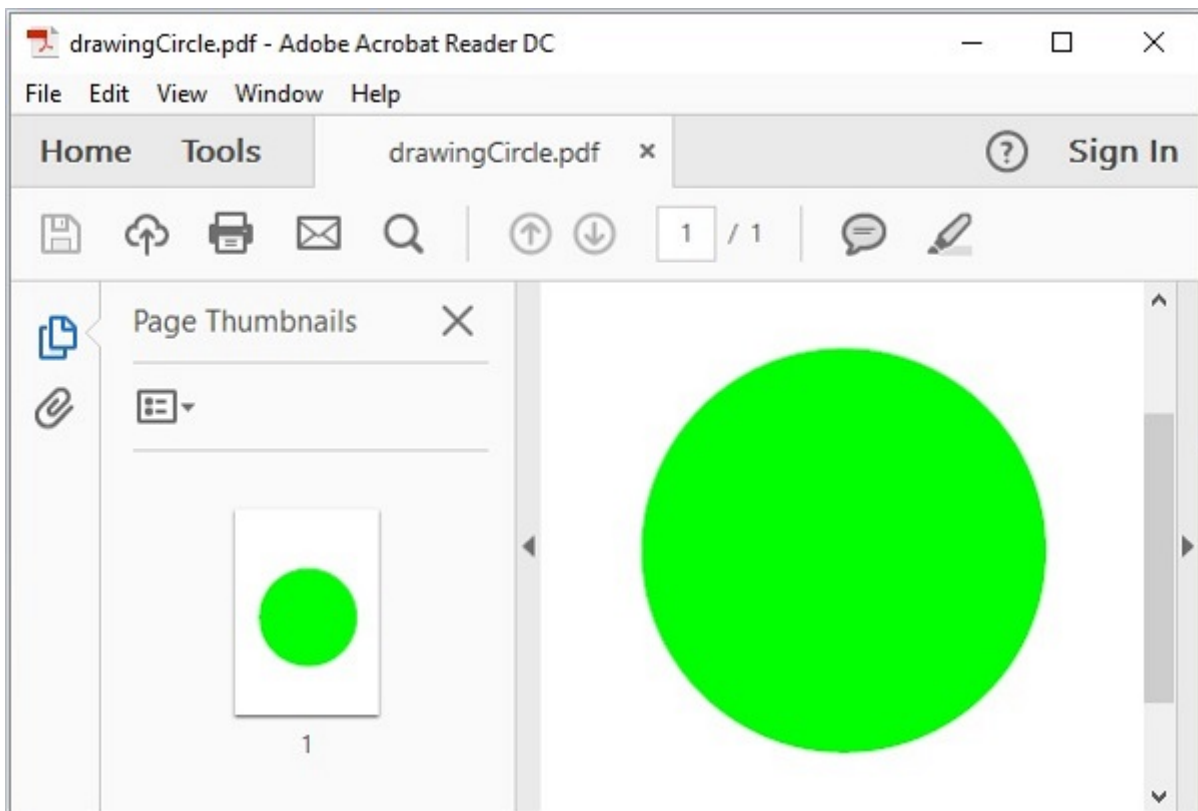 drawingCircle.pdf - Adobe Acrobat Reader DC
File Edit View Window Help
Home Tools drawingCircle.pdf × ? Sign In
1 / 1
Page Thumbnails
1